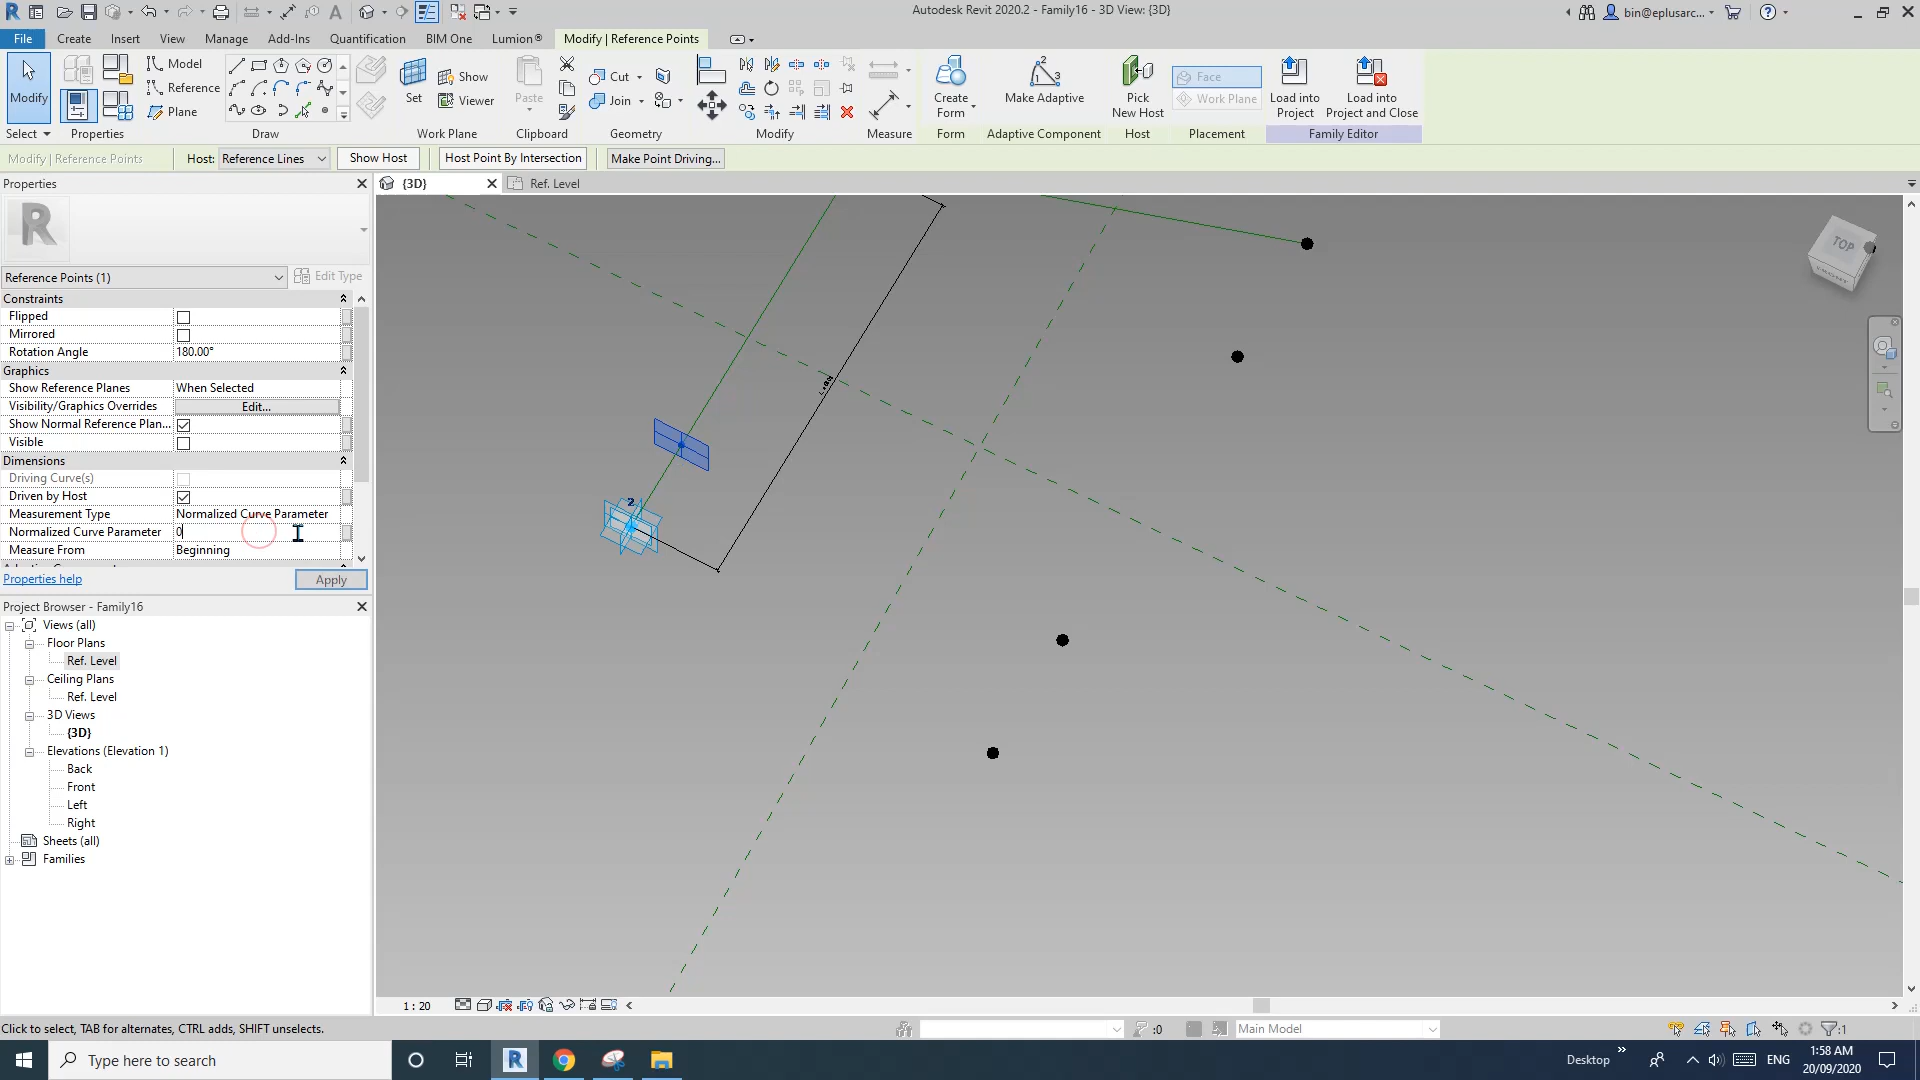 Autodesk Revit 2020.2 - Family16 - 3D View: {3D}
bin@eplusarc...
File Create Insert View Manage Add-Ins Quantification BIM One Lumion® Modify | Reference Points
Modify
Model
Reference
Plane
Set
Show
Viewer
Paste
Cut
Join
Create Form
Make Adaptive
Pick New Host
Face
Work Plane
Load into Project
Load into Project and Close
Select Properties Draw Work Plane Clipboard Geometry Modify Measure Form Adaptive Component Host Placement Family Editor
Modify | Reference Points Host: Reference Lines Show Host Host Point By Intersection Make Point Driving...
Properties
{3D} Ref. Level
Reference Points (1) Edit Type
Constraints
Flipped
Mirrored
Rotation Angle 180.00°
Graphics
Show Reference Planes When Selected
Visibility/Graphics Overrides Edit...
Show Normal Reference Plan...
Visible
Dimensions
Driving Curve(s)
Driven by Host
Measurement Type Normalized Curve Parameter
Normalized Curve Parameter 0
Measure From Beginning
Properties help Apply
Project Browser - Family16
Views (all)
Floor Plans
Ref. Level
Ceiling Plans
Ref. Level
3D Views
{3D}
Elevations (Elevation 1)
Back
Front
Left
Right
Sheets (all)
Families
2
TOP
FRONT
1 : 20
Click to select, TAB for alternates, CTRL adds, SHIFT unselects.
:0
Main Model
:1
Type here to search
Desktop
ENG
1:58 AM
20/09/2020